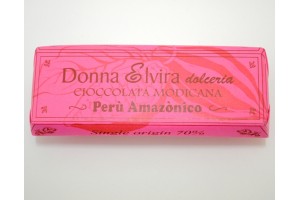 Donna Elvira dolceria
CIOCCOLATA MODICANA
Perù Amazònico
Single origin 70%